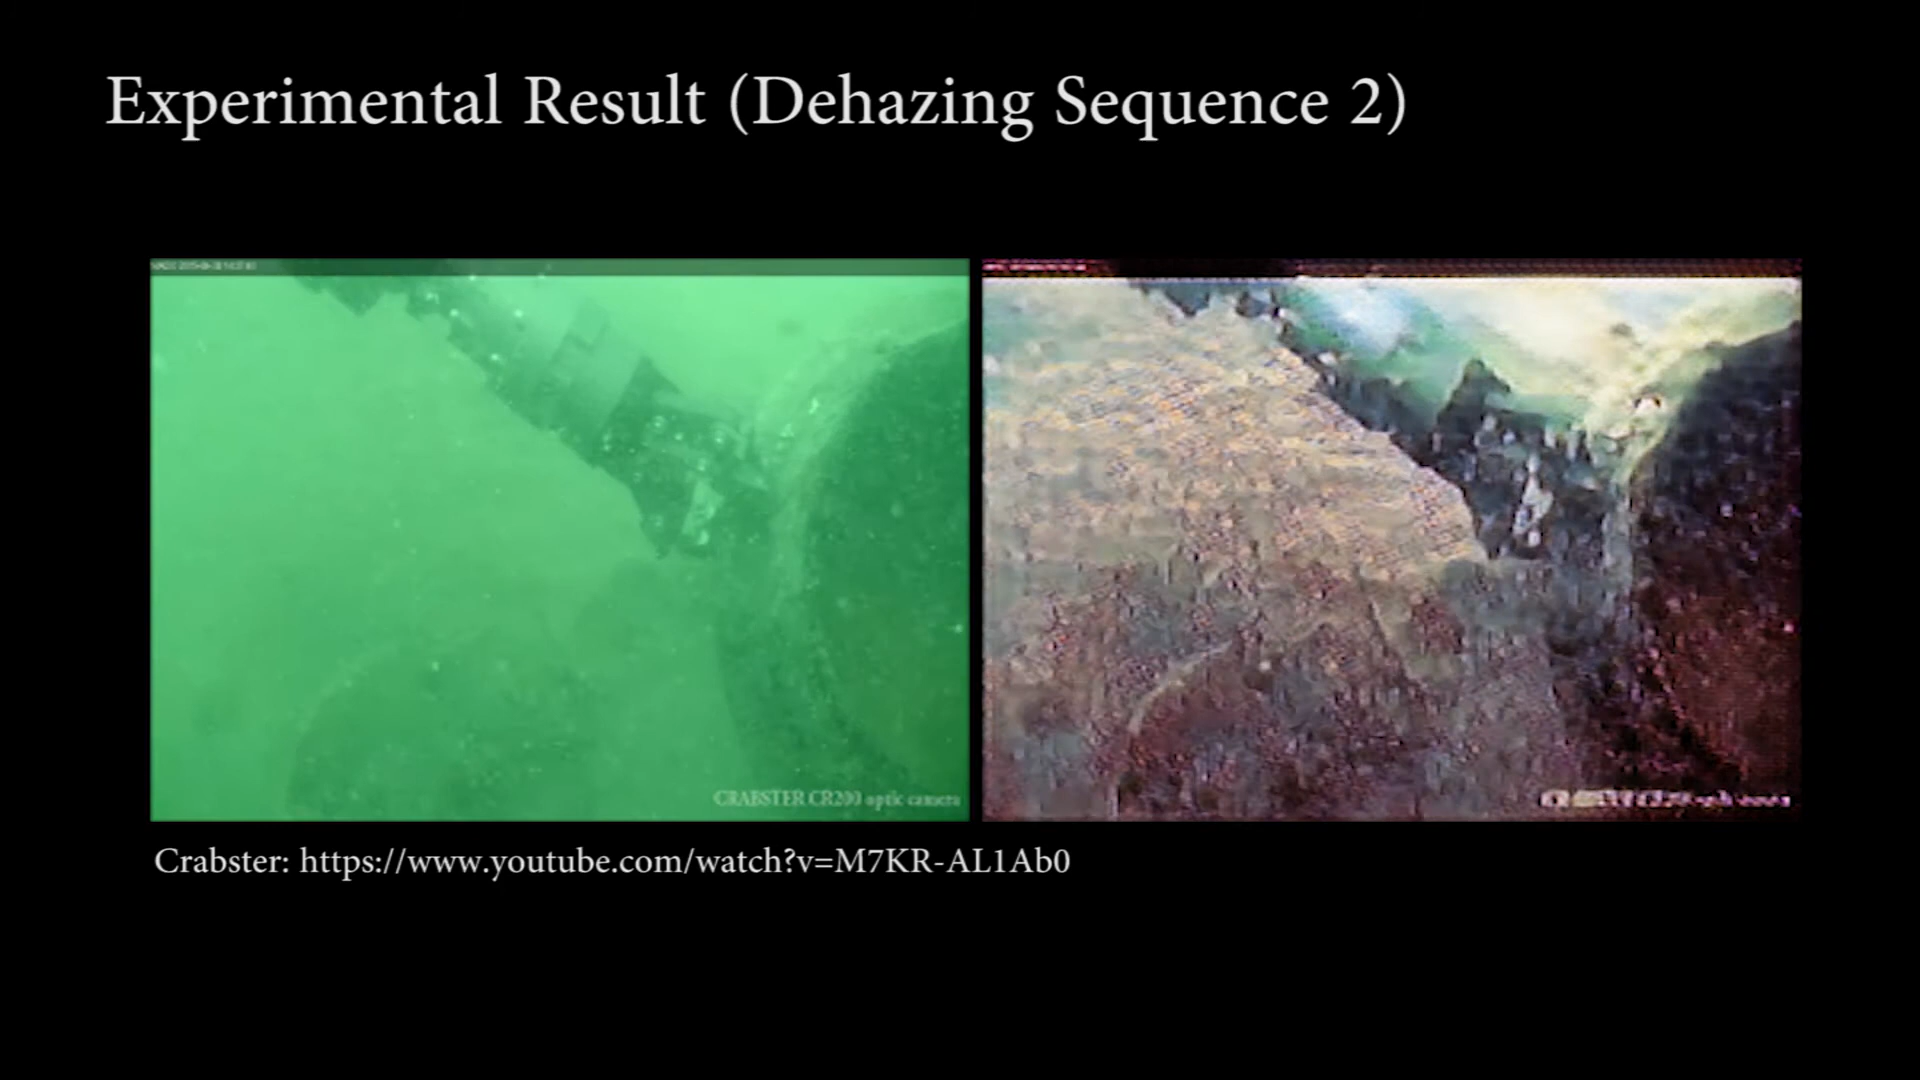 Experimental Result (Dehazing Sequence 2)
CRABSTER CR200 optic camera
Crabster: https://www.youtube.com/watch?v=M7KR-AL1Ab0